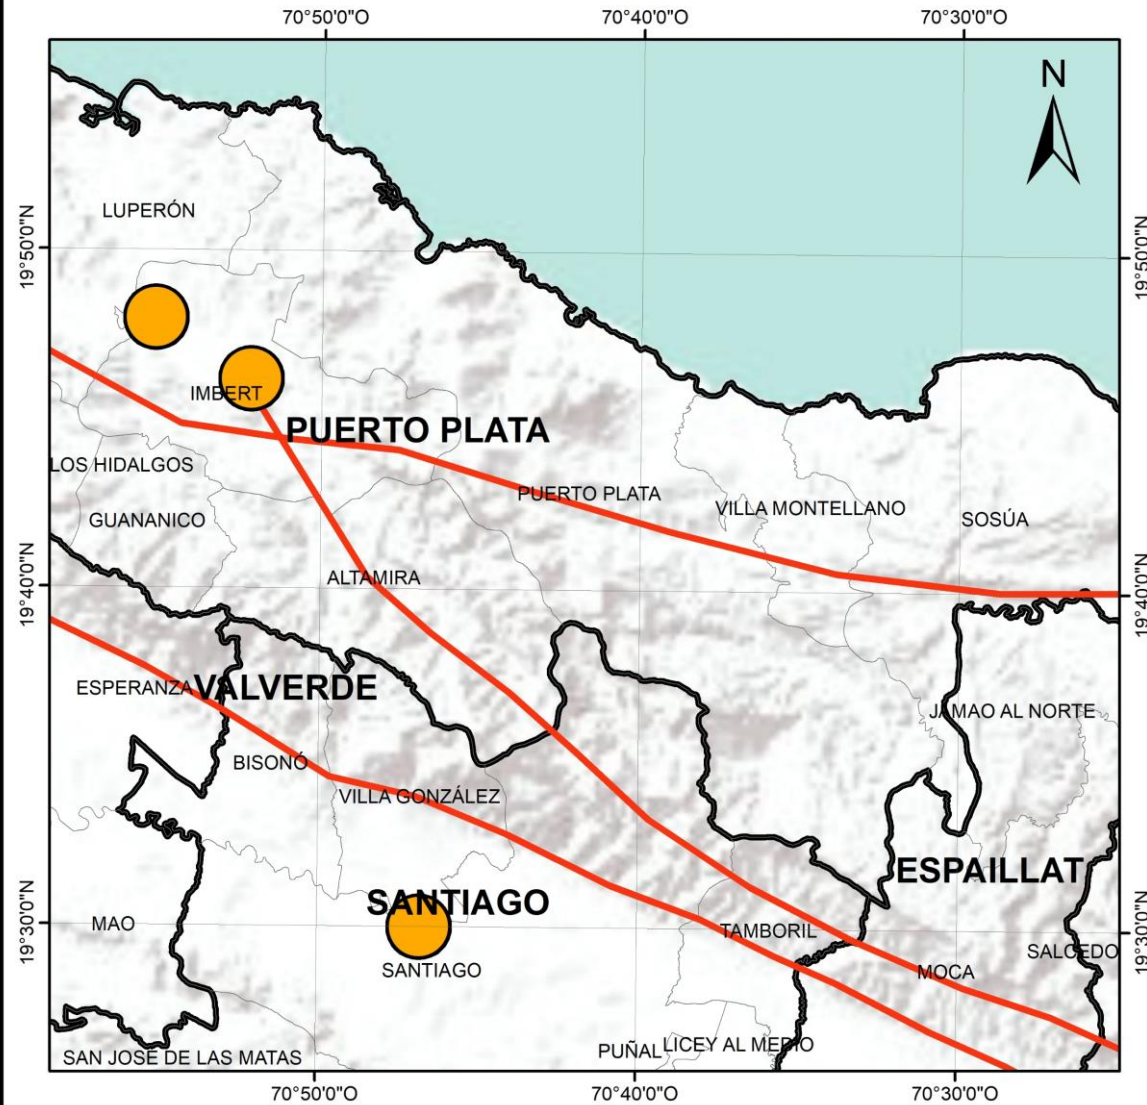 70°50'0"O
70°40'0"O
70°30'0"O
N
LUPERÓN
19°50'0"N
19°50'0"N
IMBERT
PUERTO PLATA
LOS HIDALGOS
PUERTO PLATA
VILLA MONTELLANO
GUANANICO
SOSÚA
ALTAMIRA
19°40'0"N
19°40'0"N
ESPERANZA
VALVERDE
JAMAO AL NORTE
BISONÓ
VILLA GONZÁLEZ
ESPAILLAT
SANTIAGO
MAO
TAMBORIL
19°30'0"N
19°30'0"N
SALCEDO
SANTIAGO
MOCA
SAN JOSÉ DE LAS MATAS
PUÑAL
LICEY AL MEDIO
70°50'0"O
70°40'0"O
70°30'0"O